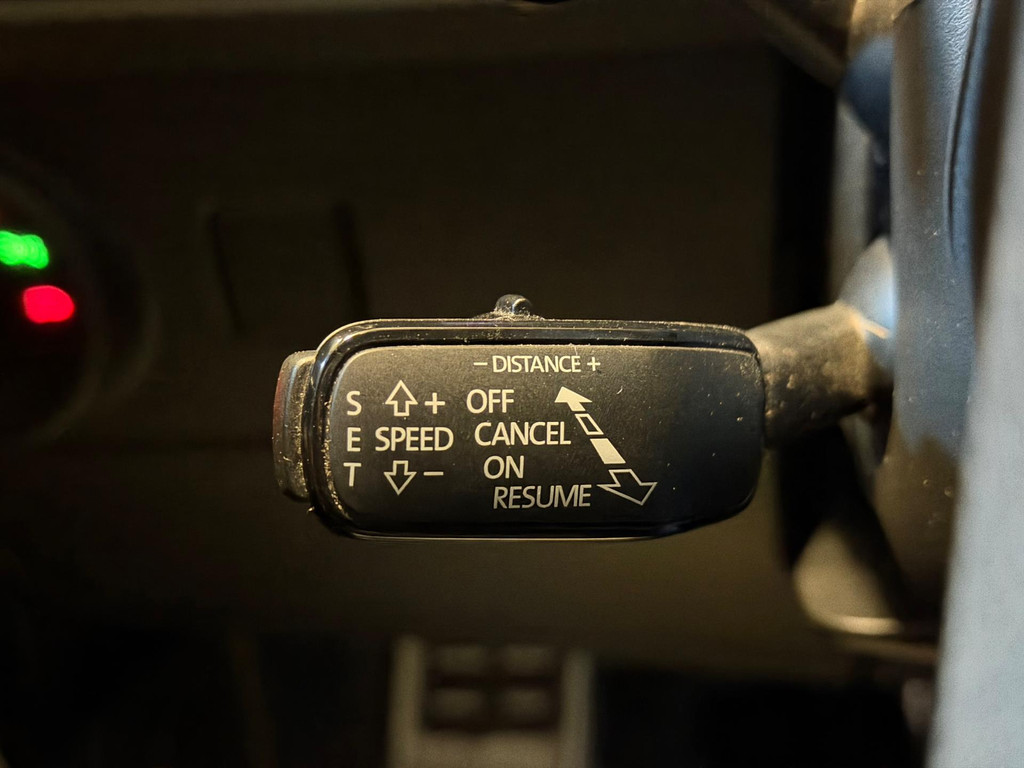 - DISTANCE +
S + OFF
E SPEED CANCEL
T - ON
RESUME